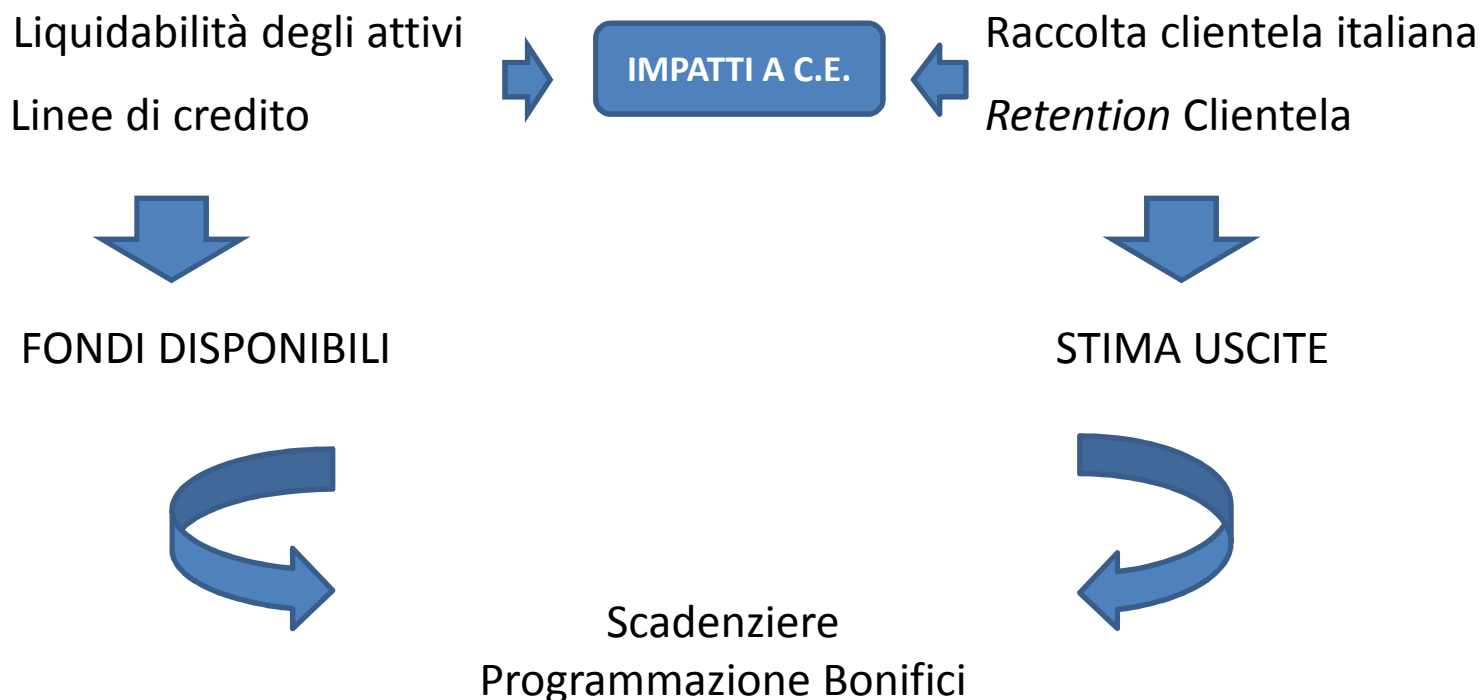 Liquidabilità degli attivi
Linee di credito
IMPATTI A C.E.
Raccolta clientela italiana
Retention Clientela
FONDI DISPONIBILI
STIMA USCITE
Scadenziere
Programmazione Bonifici